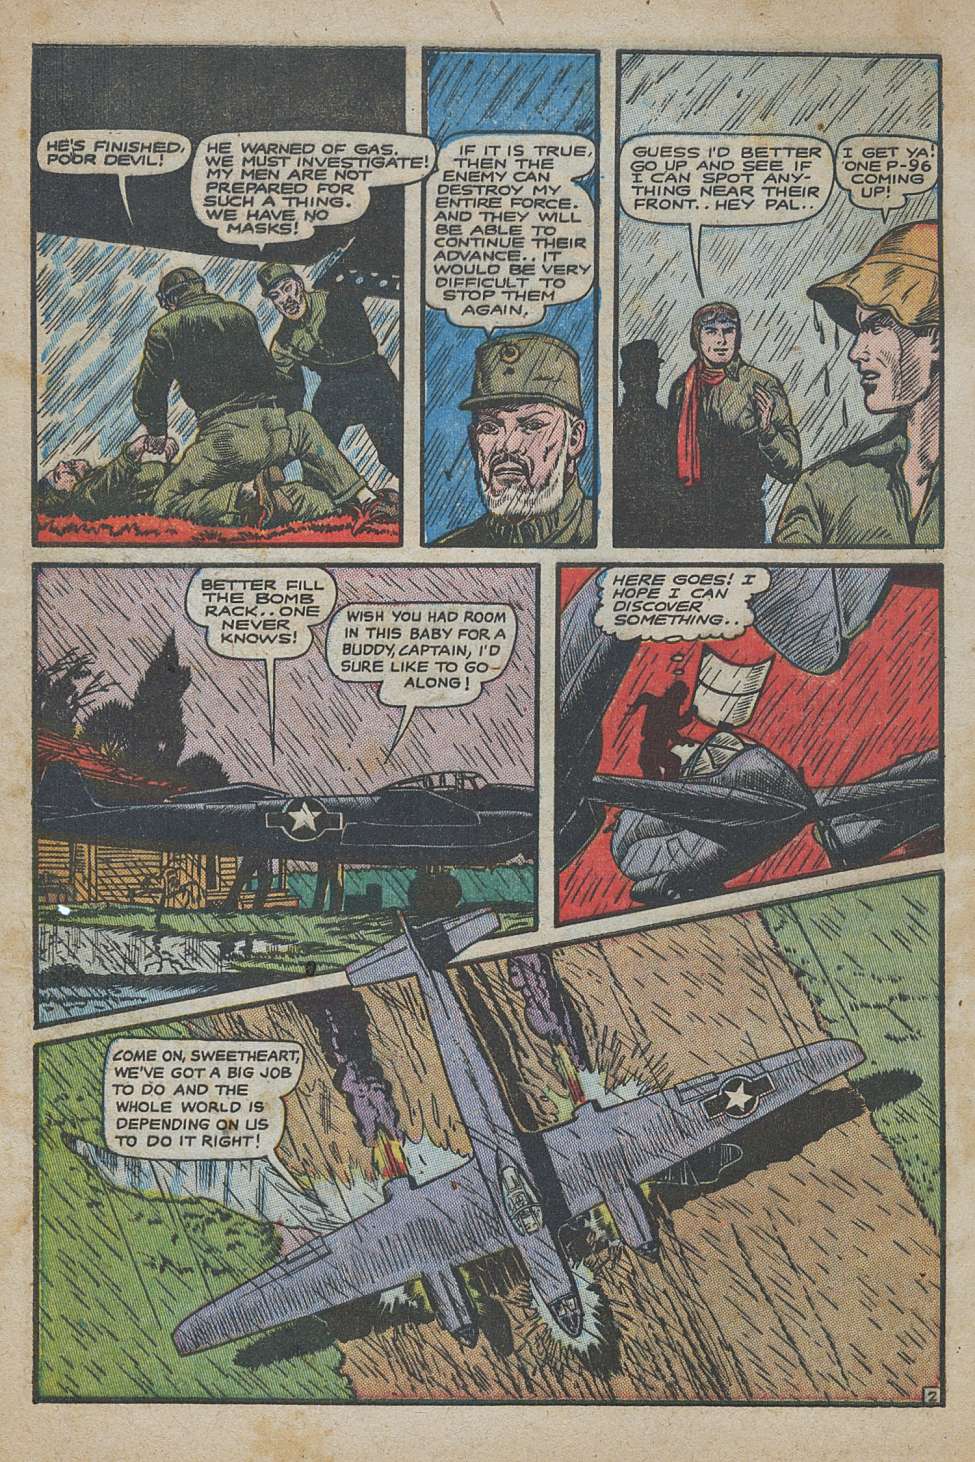 HE'S FINISHED,
POOR DEVIL!
HE WARNED OF GAS.
WE MUST INVESTIGATE!
MY MEN ARE NOT
PREPARED FOR
SUCH A THING.
WE HAVE NO
MASKS!
IF IT IS TRUE,
THEN THE
ENEMY CAN
DESTROY MY
ENTIRE FORCE.
AND THEY WILL
BE ABLE TO
CONTINUE THEIR
ADVANCE.. IT
WOULD BE VERY
DIFFICULT TO
STOP THEM
AGAIN.
GUESS I'D BETTER
GO UP AND SEE IF
I CAN SPOT ANY-
THING NEAR THEIR
FRONT.. HEY PAL..
I GET YA!
ONE P-96
COMING
UP!
BETTER FILL
THE BOMB
RACK.. ONE
NEVER
KNOWS!
WISH YOU HAD ROOM
IN THIS BABY FOR A
BUDDY, CAPTAIN, I'D
SURE LIKE TO GO
ALONG!
HERE GOES! I
HOPE I CAN
DISCOVER
SOMETHING..
COME ON, SWEETHEART,
WE'VE GOT A BIG JOB
TO DO AND THE
WHOLE WORLD IS
DEPENDING ON US
TO DO IT RIGHT!
2